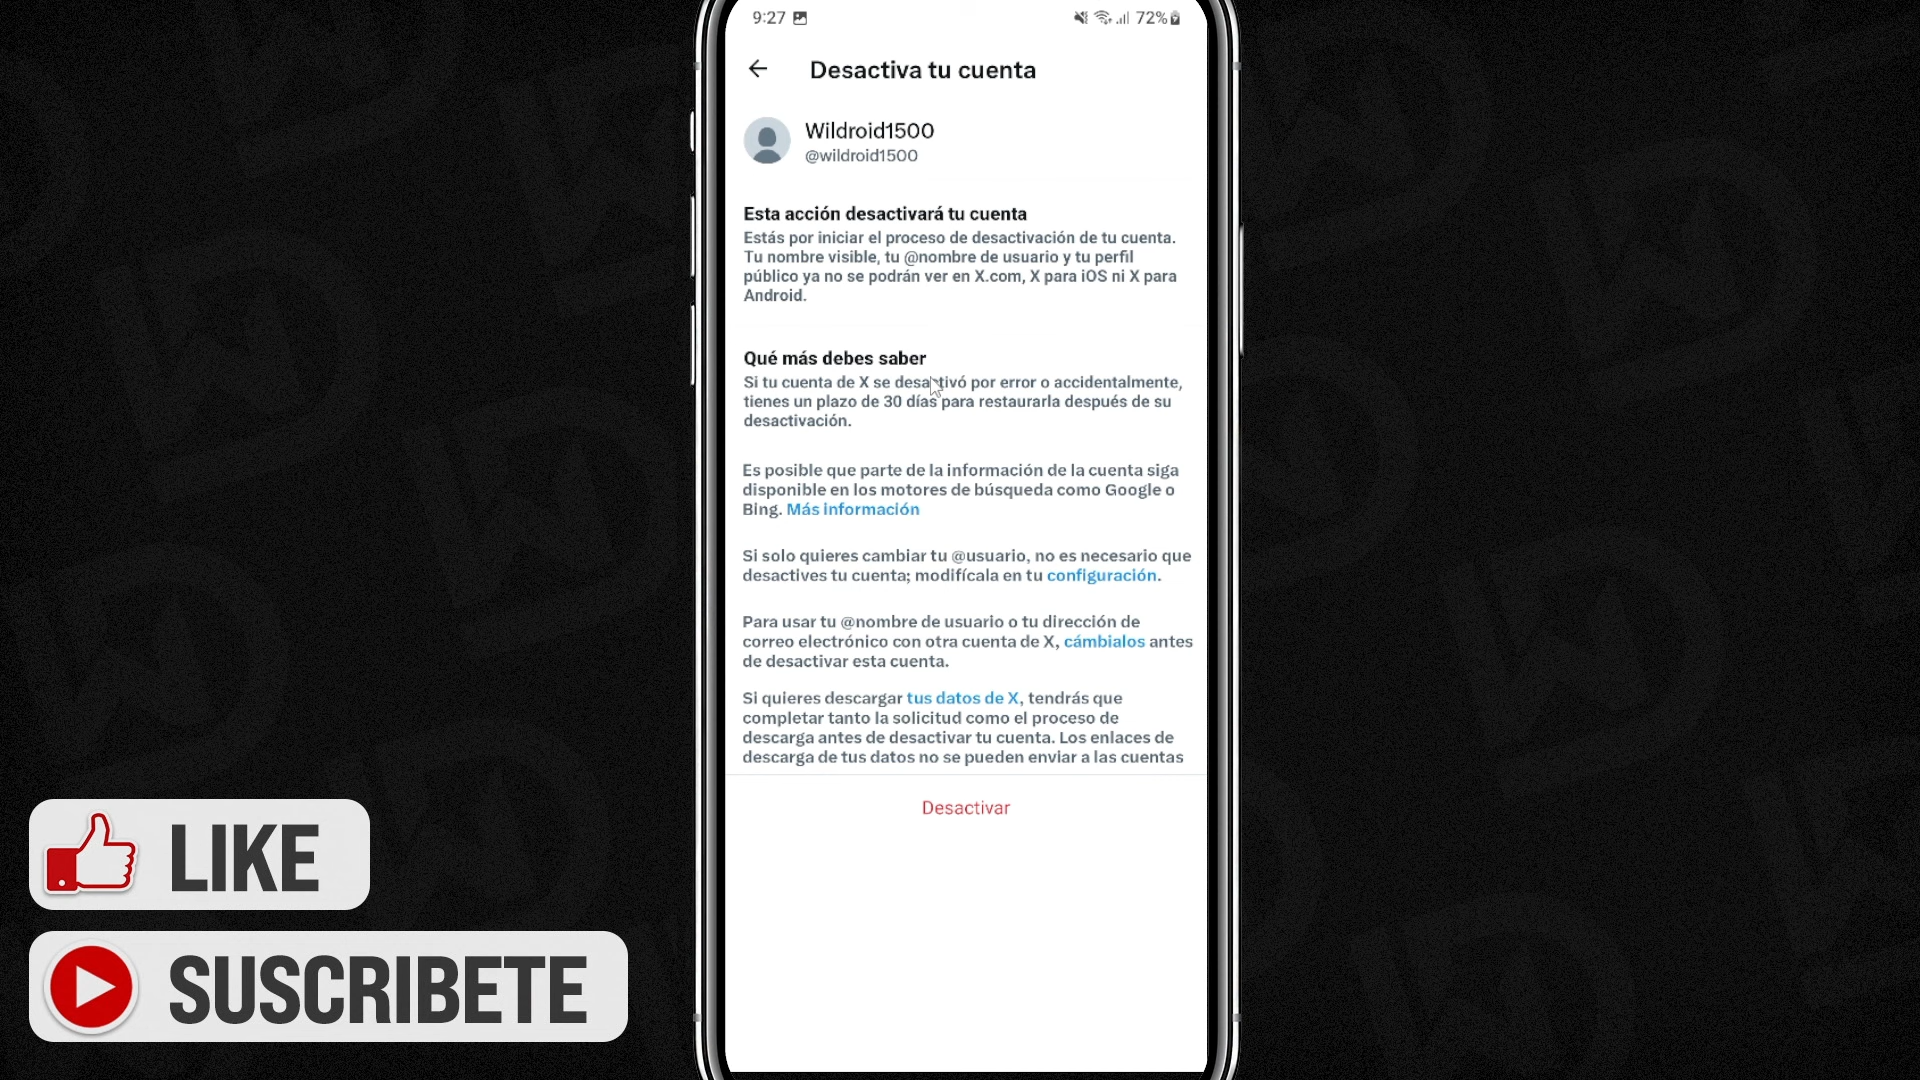 9:27
72%
Desactiva tu cuenta
Wildroid1500
@wildroid1500
Esta acción desactivará tu cuenta
Estás por iniciar el proceso de desactivación de tu cuenta.
Tu nombre visible, tu @nombre de usuario y tu perfil
público ya no se podrán ver en X.com, X para iOS ni X para
Android.
Qué más debes saber
Si tu cuenta de X se desactivó por error o accidentalmente,
tienes un plazo de 30 días para restaurarla después de su
desactivación.
Es posible que parte de la información de la cuenta siga
disponible en los motores de búsqueda como Google o
Bing. Más información
Si solo quieres cambiar tu @usuario, no es necesario que
desactives tu cuenta; modifícala en tu configuración.
Para usar tu @nombre de usuario o tu dirección de
correo electrónico con otra cuenta de X, cámbialos antes
de desactivar esta cuenta.
Si quieres descargar tus datos de X, tendrás que
completar tanto la solicitud como el proceso de
descarga antes de desactivar tu cuenta. Los enlaces de
descarga de tus datos no se pueden enviar a las cuentas
Desactivar
LIKE
SUSCRIBETE